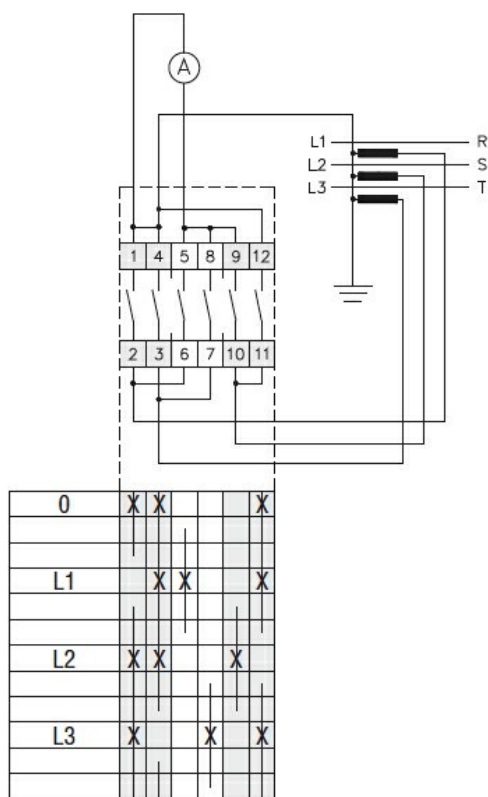 A
L1 R
L2 S
L3 T
1 4 5 8 9 12
2 3 6 7 10 11
0 X X X
L1 X X X
L2 X X X
L3 X X X